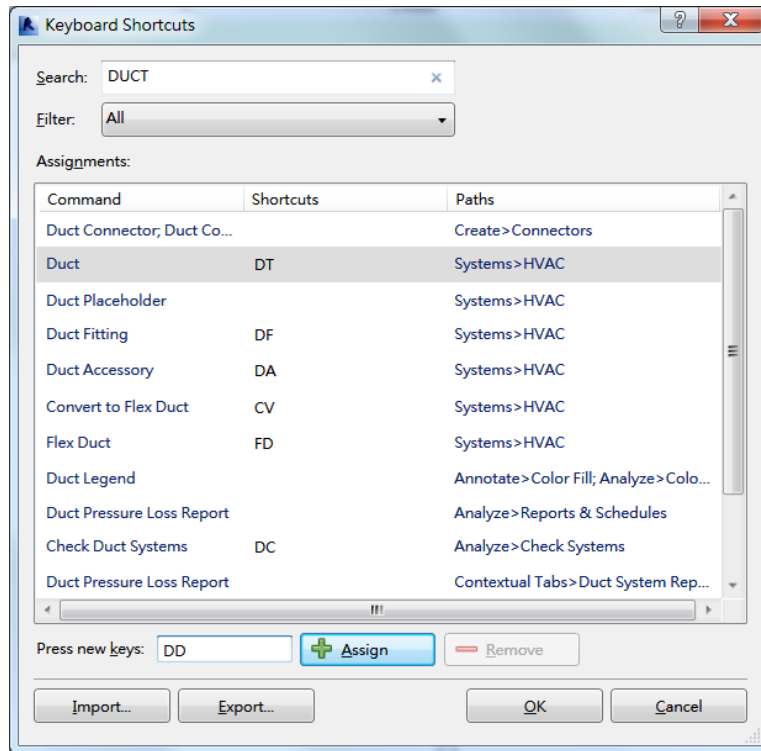 Keyboard Shortcuts
Search: DUCT
Filter: All
Assignments:
Command Shortcuts Paths
Duct Connector; Duct Co... Create>Connectors
Duct DT Systems>HVAC
Duct Placeholder Systems>HVAC
Duct Fitting DF Systems>HVAC
Duct Accessory DA Systems>HVAC
Convert to Flex Duct CV Systems>HVAC
Flex Duct FD Systems>HVAC
Duct Legend Annotate>Color Fill; Analyze>Colo...
Duct Pressure Loss Report Analyze>Reports & Schedules
Check Duct Systems DC Analyze>Check Systems
Duct Pressure Loss Report Contextual Tabs>Duct System Rep...
Press new keys: DD Assign Remove
Import... Export... OK Cancel